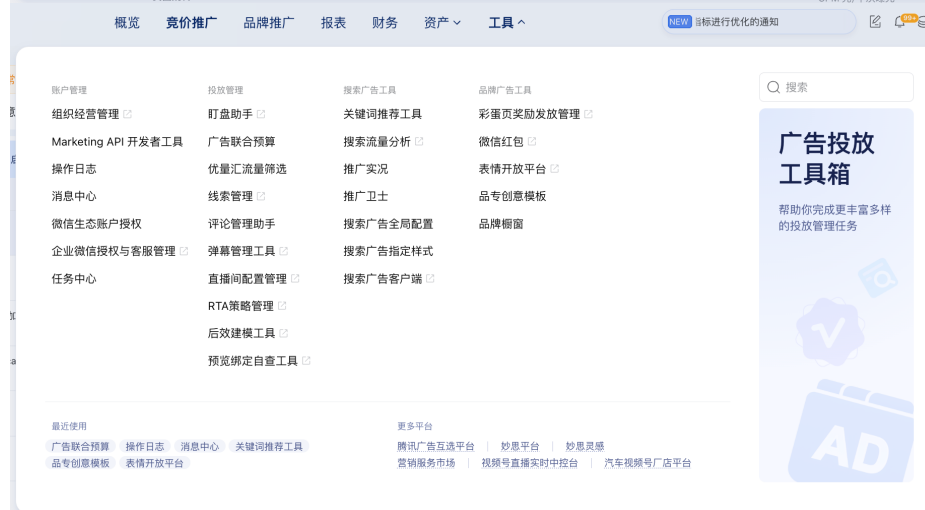 概览 竞价推广 品牌推广 报表 财务 资产 工具
NEW 指标进行优化的通知
99+
搜索
账户管理
组织经营管理
Marketing API 开发者工具
操作日志
消息中心
微信生态账户授权
企业微信授权与客服管理
任务中心
投放管理
盯盘助手
广告联合预算
优量汇流量筛选
线索管理
评论管理助手
弹幕管理工具
直播间配置管理
RTA策略管理
后效建模工具
预览绑定自查工具
搜索广告工具
关键词推荐工具
搜索流量分析
推广实况
推广卫士
搜索广告全局配置
搜索广告指定样式
搜索广告客户端
品牌广告工具
彩蛋页奖励发放管理
微信红包
表情开放平台
品专创意模板
品牌橱窗
广告投放
工具箱
帮助你完成更丰富多样
的投放管理任务
AD
最近使用
广告联合预算 操作日志 消息中心 关键词推荐工具
品专创意模板 表情开放平台
更多平台
腾讯广告互选平台 妙思平台 妙思灵感
营销服务市场 视频号直播实时中控台 汽车视频号厂店平台